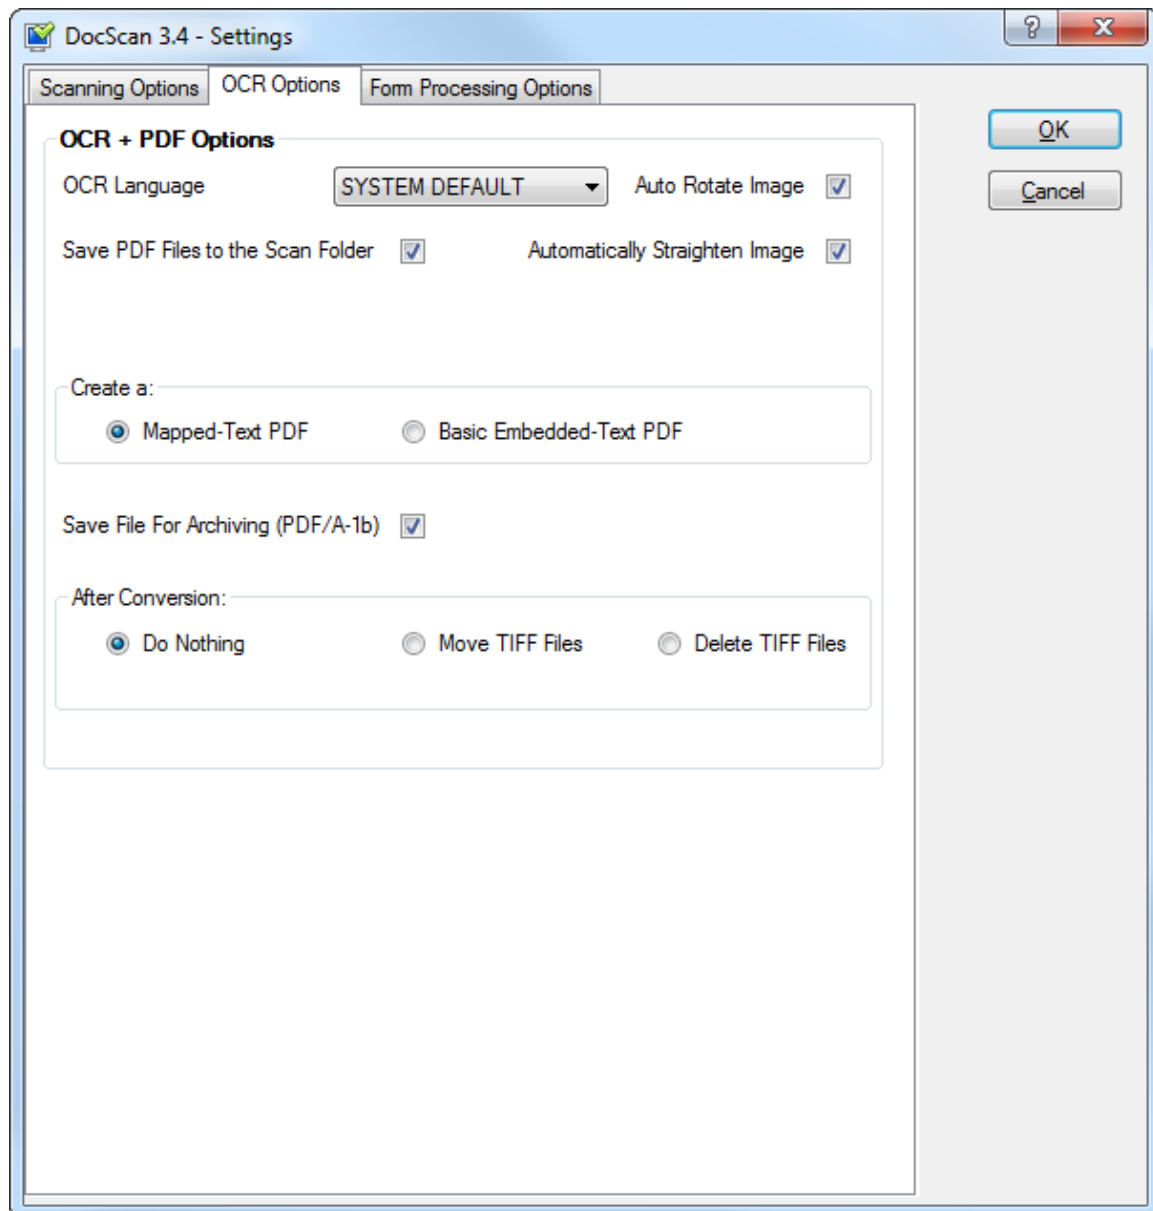 DocScan 3.4 - Settings
Scanning Options OCR Options Form Processing Options
OCR + PDF Options
OCR Language SYSTEM DEFAULT Auto Rotate Image
Save PDF Files to the Scan Folder Automatically Straighten Image
Create a:
Mapped-Text PDF Basic Embedded-Text PDF
Save File For Archiving (PDF/A-1b)
After Conversion:
Do Nothing Move TIFF Files Delete TIFF Files
OK
Cancel